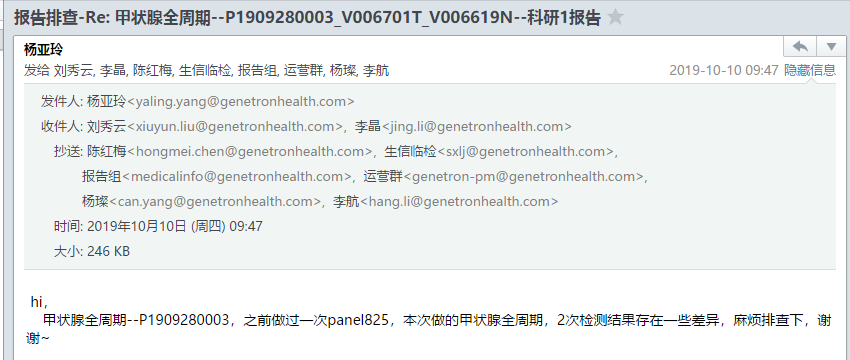 报告排查-Re: 甲状腺全周期--P1909280003_V006701T_V006619N--科研1报告
杨亚玲
发给 刘秀云, 李晶, 陈红梅, 生信临检, 报告组, 运营群, 杨璨, 李航 2019-10-10 09:47 隐藏信息
发件人: 杨亚玲<yaling.yang@genetronhealth.com>
收件人: 刘秀云<xiuyun.liu@genetronhealth.com>, 李晶<jing.li@genetronhealth.com>
抄送: 陈红梅<hongmei.chen@genetronhealth.com>, 生信临检<sxlj@genetronhealth.com>,
报告组<medicalinfo@genetronhealth.com>, 运营群<genetron-pm@genetronhealth.com>,
杨璨<can.yang@genetronhealth.com>, 李航<hang.li@genetronhealth.com>
时间: 2019年10月10日 (周四) 09:47
大小: 246 KB
hi,
甲状腺全周期--P1909280003，之前做过一次panel825，本次做的甲状腺全周期，2次检测结果存在一些差异，麻烦排查下，谢
谢~